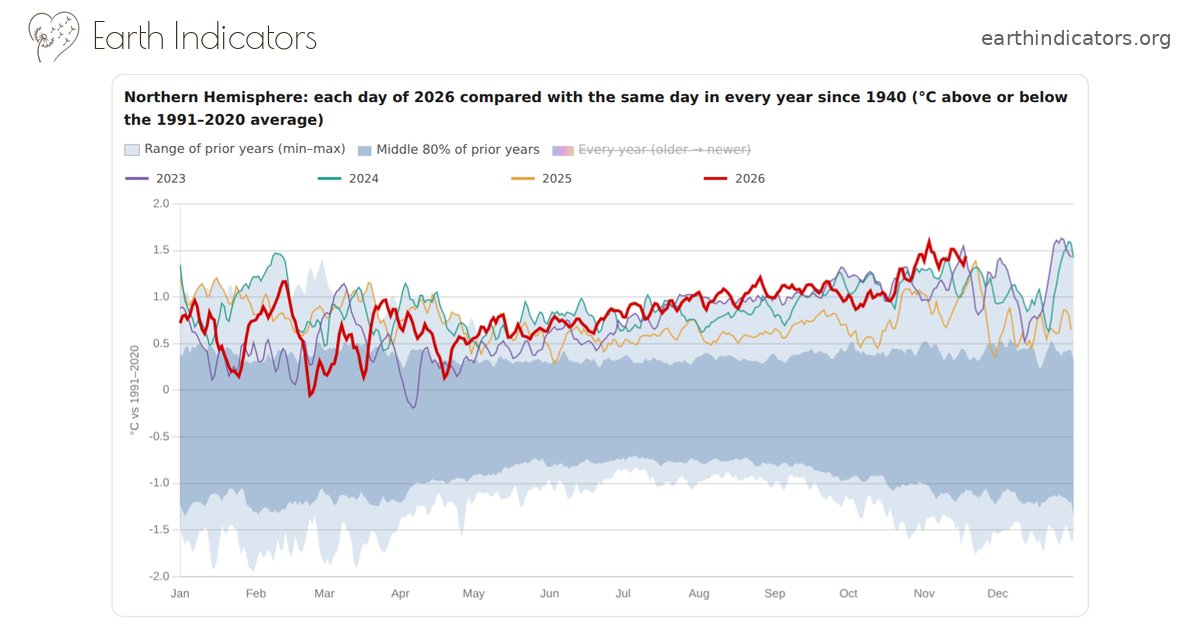 Earth Indicators
earthindicators.org
Northern Hemisphere: each day of 2026 compared with the same day in every year since 1940 (°C above or below
the 1991–2020 average)
Range of prior years (min–max) Middle 80% of prior years Every year (older → newer)
2023 2024 2025 2026
°C vs 1991–2020
2.0
1.5
1.0
0.5
0
-0.5
-1.0
-1.5
-2.0
Jan Feb Mar Apr May Jun Jul Aug Sep Oct Nov Dec